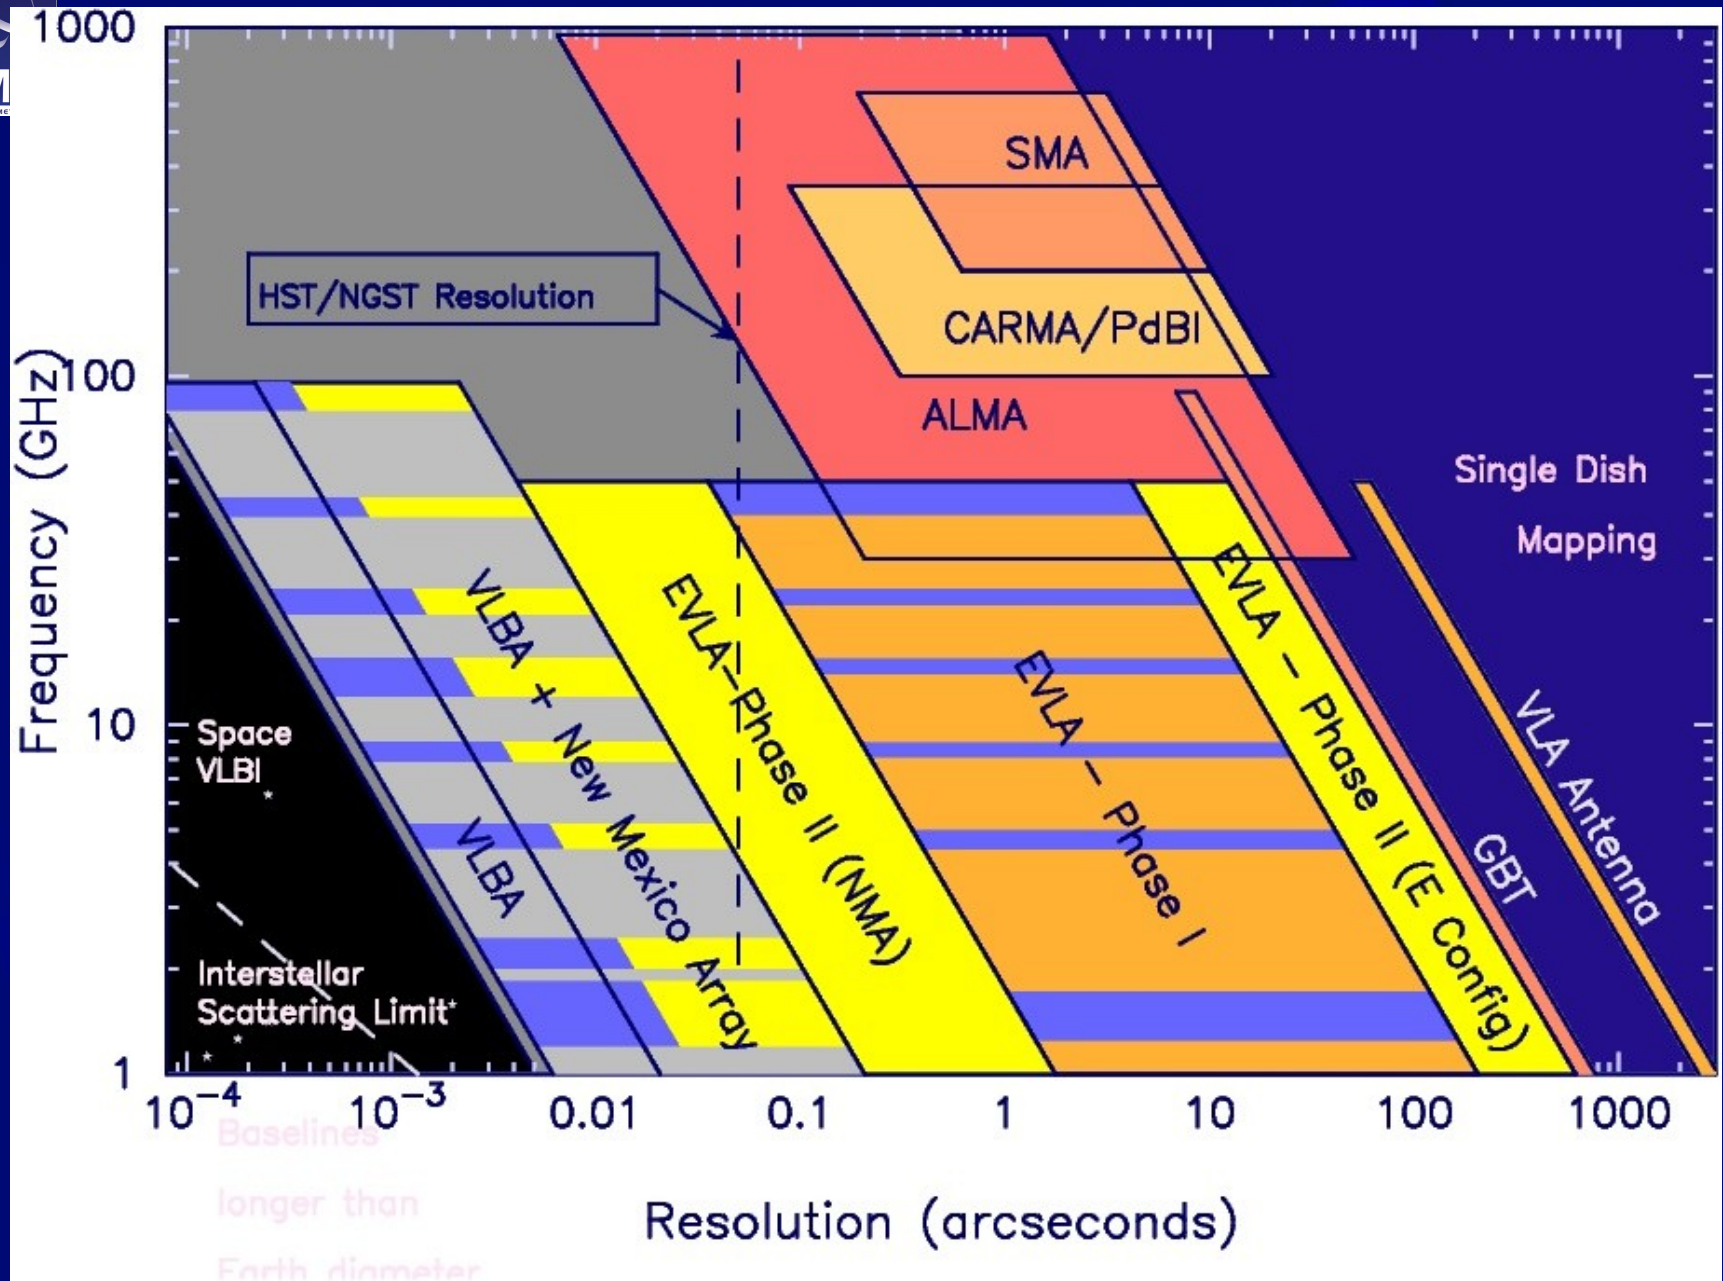 1000
100
10
1
Frequency (GHz)
SMA
HST/NGST Resolution
CARMA/PdBI
ALMA
Single Dish
Mapping
VLBA + New Mexico Array
EVLA-Phase II (NMA)
EVLA - Phase I
EVLA - Phase II (E Config)
VLBA
GBT
VLA Antenna
Space
VLBI
*
Interstellar
Scattering Limit*
*
*
10-4
10-3
0.01
0.1
1
10
100
1000
Baselines
longer than
Earth diameter
Resolution (arcseconds)